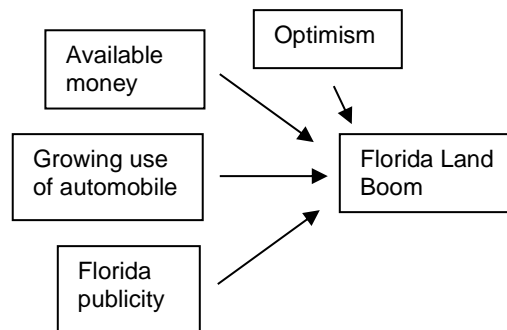 Optimism
Available
money
Growing use
of automobile
Florida Land
Boom
Florida
publicity